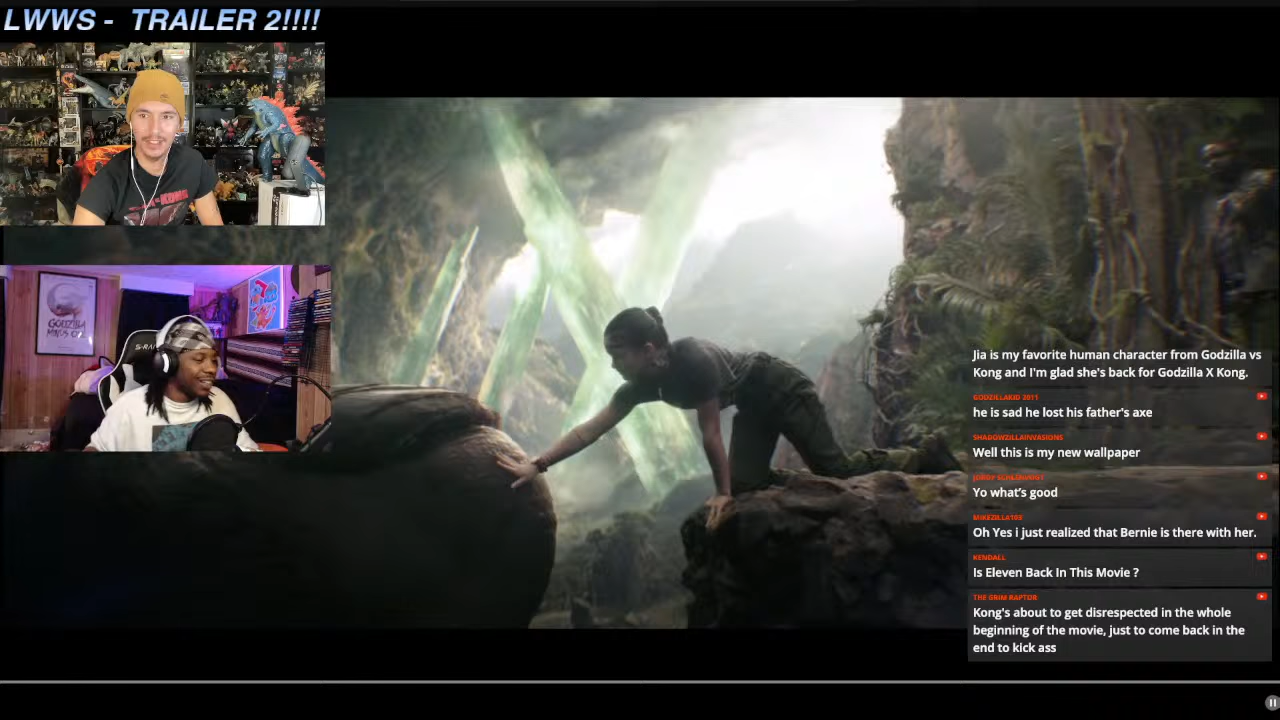 LWWS - TRAILER 2!!!!
GODZILLA
MINUS ONE
Jia is my favorite human character from Godzilla vs
Kong and I'm glad she's back for Godzilla X Kong.
GODZILLAKID 2011
he is sad he lost his father's axe
SHADOWZILLAINVASIONS
Well this is my new wallpaper
Yo what's good
MIKEZILLA105
Oh Yes i just realized that Bernie is there with her.
KENDALL
Is Eleven Back In This Movie ?
THE GRIM RAPTOR
Kong's about to get disrespected in the whole
beginning of the movie, just to come back in the
end to kick ass